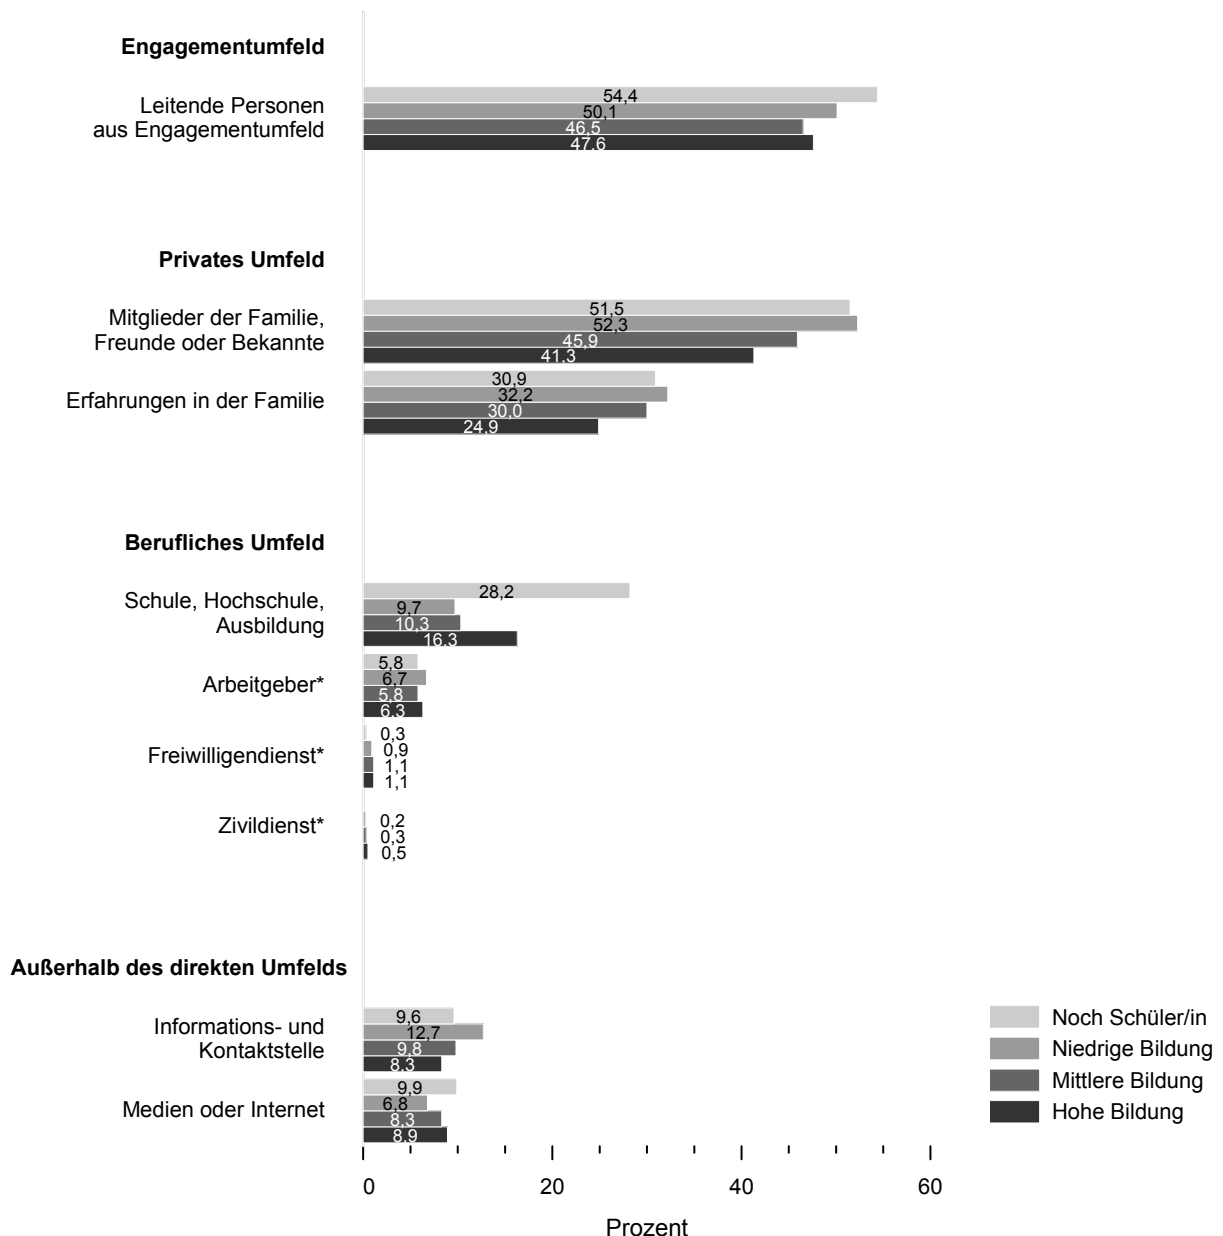 Engagementumfeld
Leitende Personen
aus Engagementumfeld
54,4
50,1
46,5
47,6
Privates Umfeld
Mitglieder der Familie,
Freunde oder Bekannte
51,5
52,3
45,9
41,3
Erfahrungen in der Familie
30,9
32,2
30,0
24,9
Berufliches Umfeld
Schule, Hochschule,
Ausbildung
28,2
9,7
10,3
16,3
Arbeitgeber*
5,8
6,7
5,8
6,3
Freiwilligendienst*
0,3
0,9
1,1
1,1
Zivildienst*
0,2
0,3
0,5
Außerhalb des direkten Umfelds
Informations- und
Kontaktstelle
9,6
12,7
9,8
8,3
Medien oder Internet
9,9
6,8
8,3
8,9
Noch Schüler/in
Niedrige Bildung
Mittlere Bildung
Hohe Bildung
0 20 40 60
Prozent